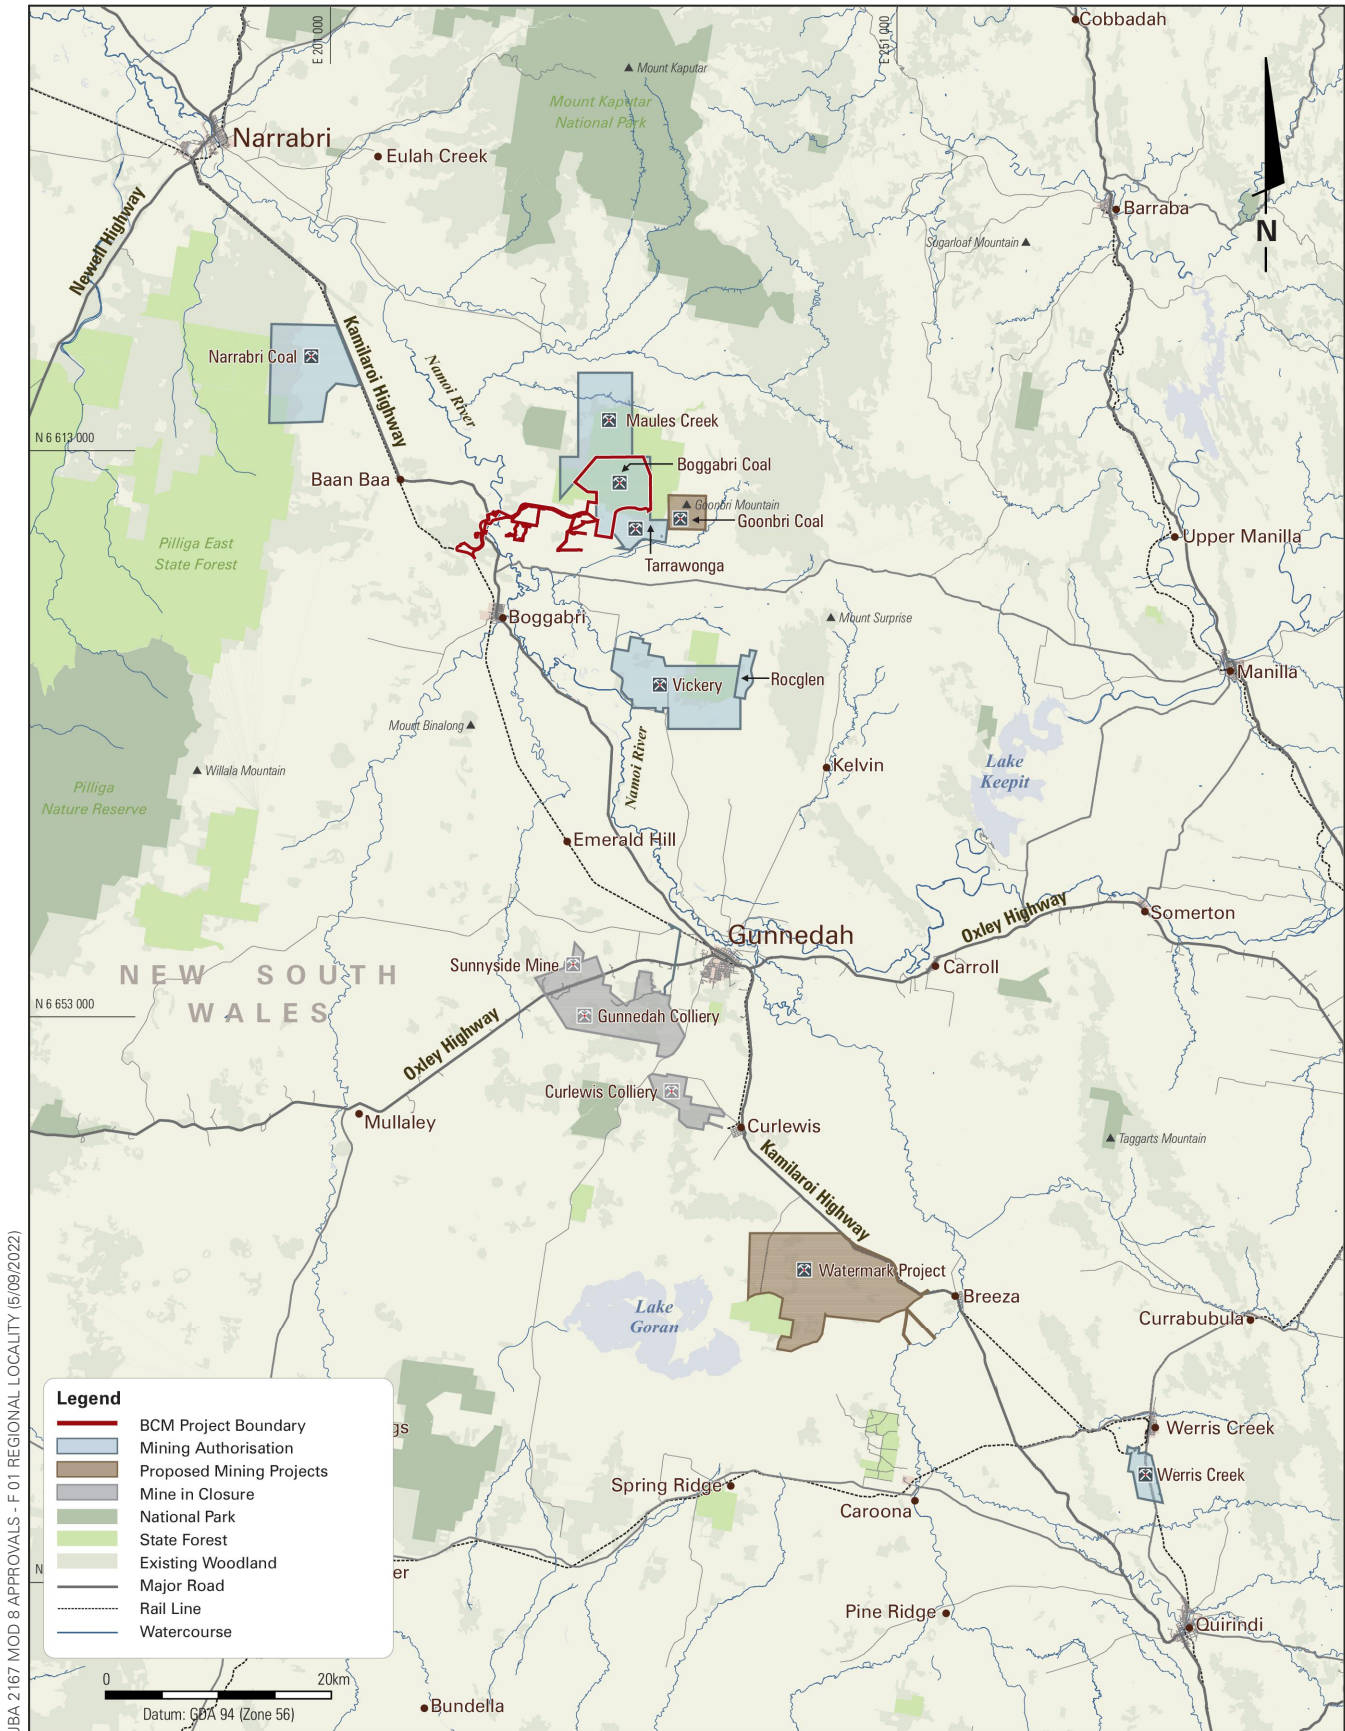 E 201 000
E 251 000
Cobbadah
Mount Kaputar
Mount Kaputar
National Park
Narrabri
Eulah Creek
Newell Highway
Barraba
Sugarloaf Mountain
N
Kamilaroi Highway
Narrabri Coal
Namoi River
Maules Creek
N 6 613 000
Boggabri Coal
Baan Baa
Goonbri Mountain
Goonbri Coal
Upper Manilla
Pilliga East
State Forest
Tarrawonga
Boggabri
Mount Surprise
Manilla
Vickery
Rocglen
Mount Binalong
Namoi River
Willala Mountain
Kelvin
Lake
Keepit
Pilliga
Nature Reserve
Emerald Hill
Oxley Highway
Somerton
Gunnedah
Sunnyside Mine
Carroll
NEW SOUTH
WALES
N 6 653 000
Gunnedah Colliery
Oxley Highway
Curlewis Colliery
Mullaley
Curlewis
Taggarts Mountain
Kamilaroi Highway
Watermark Project
Breeza
Lake
Goran
Currabubula
Legend
BCM Project Boundary
Mining Authorisation
Proposed Mining Projects
Mine in Closure
National Park
State Forest
Existing Woodland
Major Road
Rail Line
Watercourse
gs
Werris Creek
Werris Creek
Spring Ridge
Caroona
N
er
Pine Ridge
Quirindi
0 20km
Datum: GDA 94 (Zone 56)
Bundella
JBA 2167 MOD 8 APPROVALS - F 01 REGIONAL LOCALITY (5/09/2022)